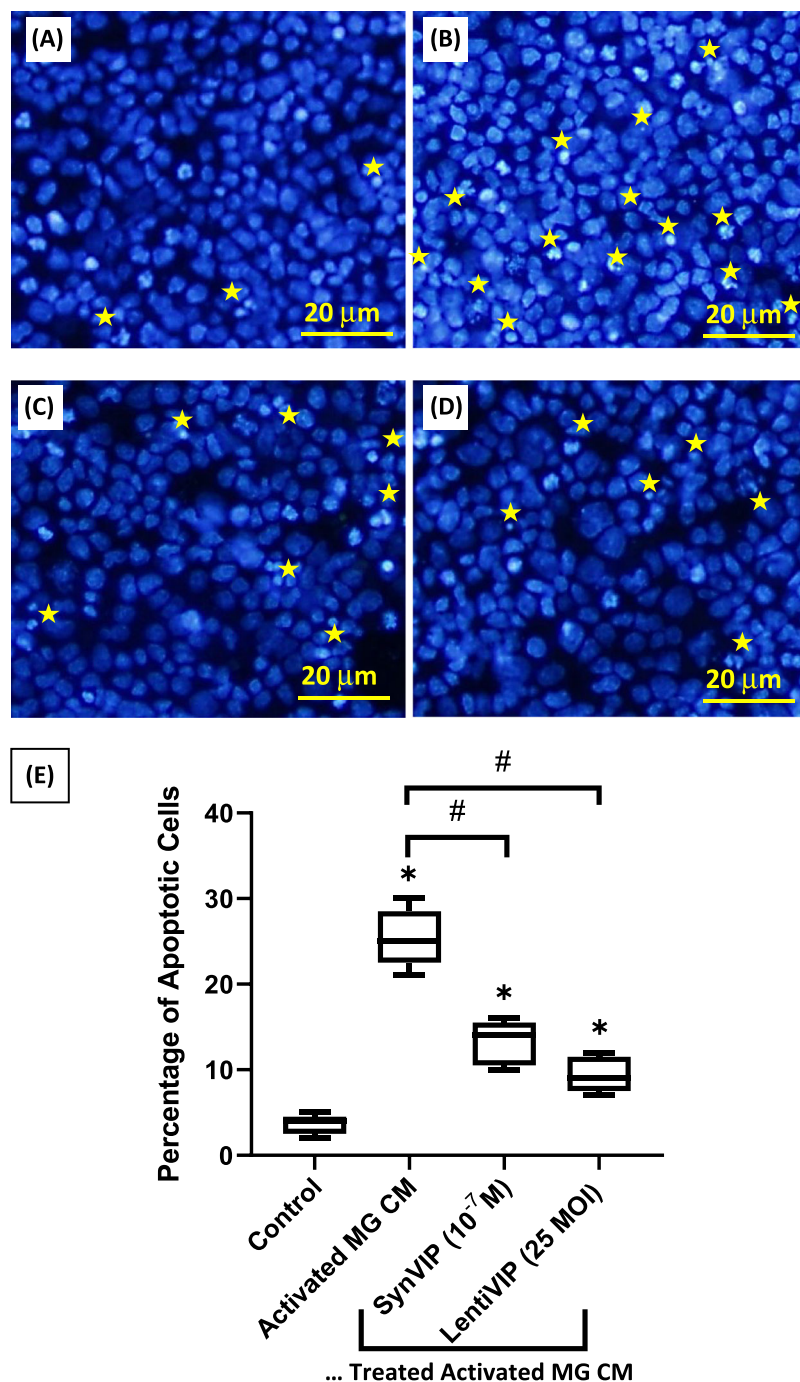 (A)
20 μm
(B)
20 μm
(C)
20 μm
(D)
20 μm
(E)
Percentage of Apoptotic Cells
40
30
20
10
0
#
#
*
*
*
Control
Activated MG CM
SynVIP (10⁻⁷M)
LentiVIP (25 MOI)
... Treated Activated MG CM